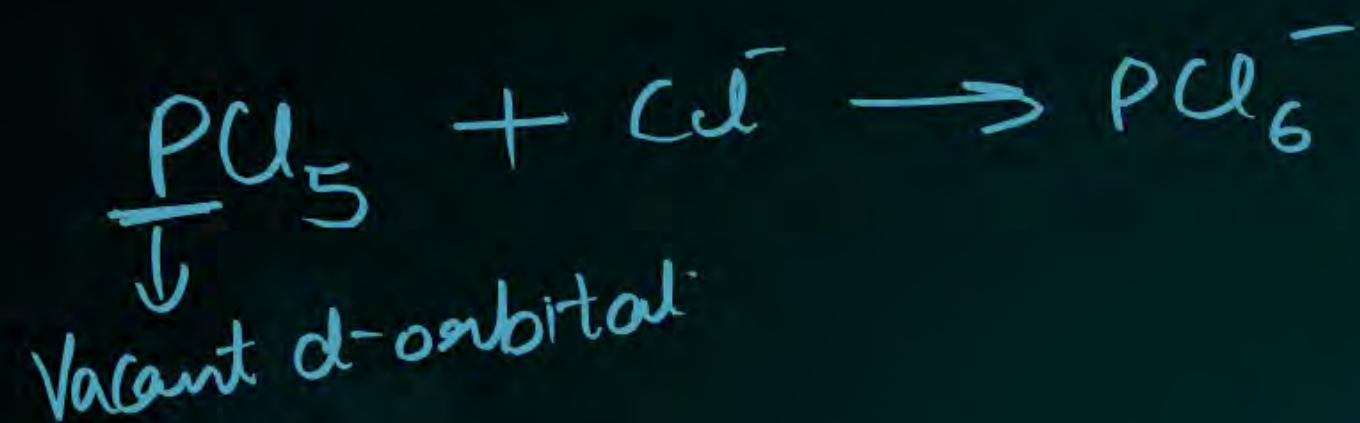 PCl₅ + Cl⁻ → PCl₆⁻
↓
Vacant d-orbital